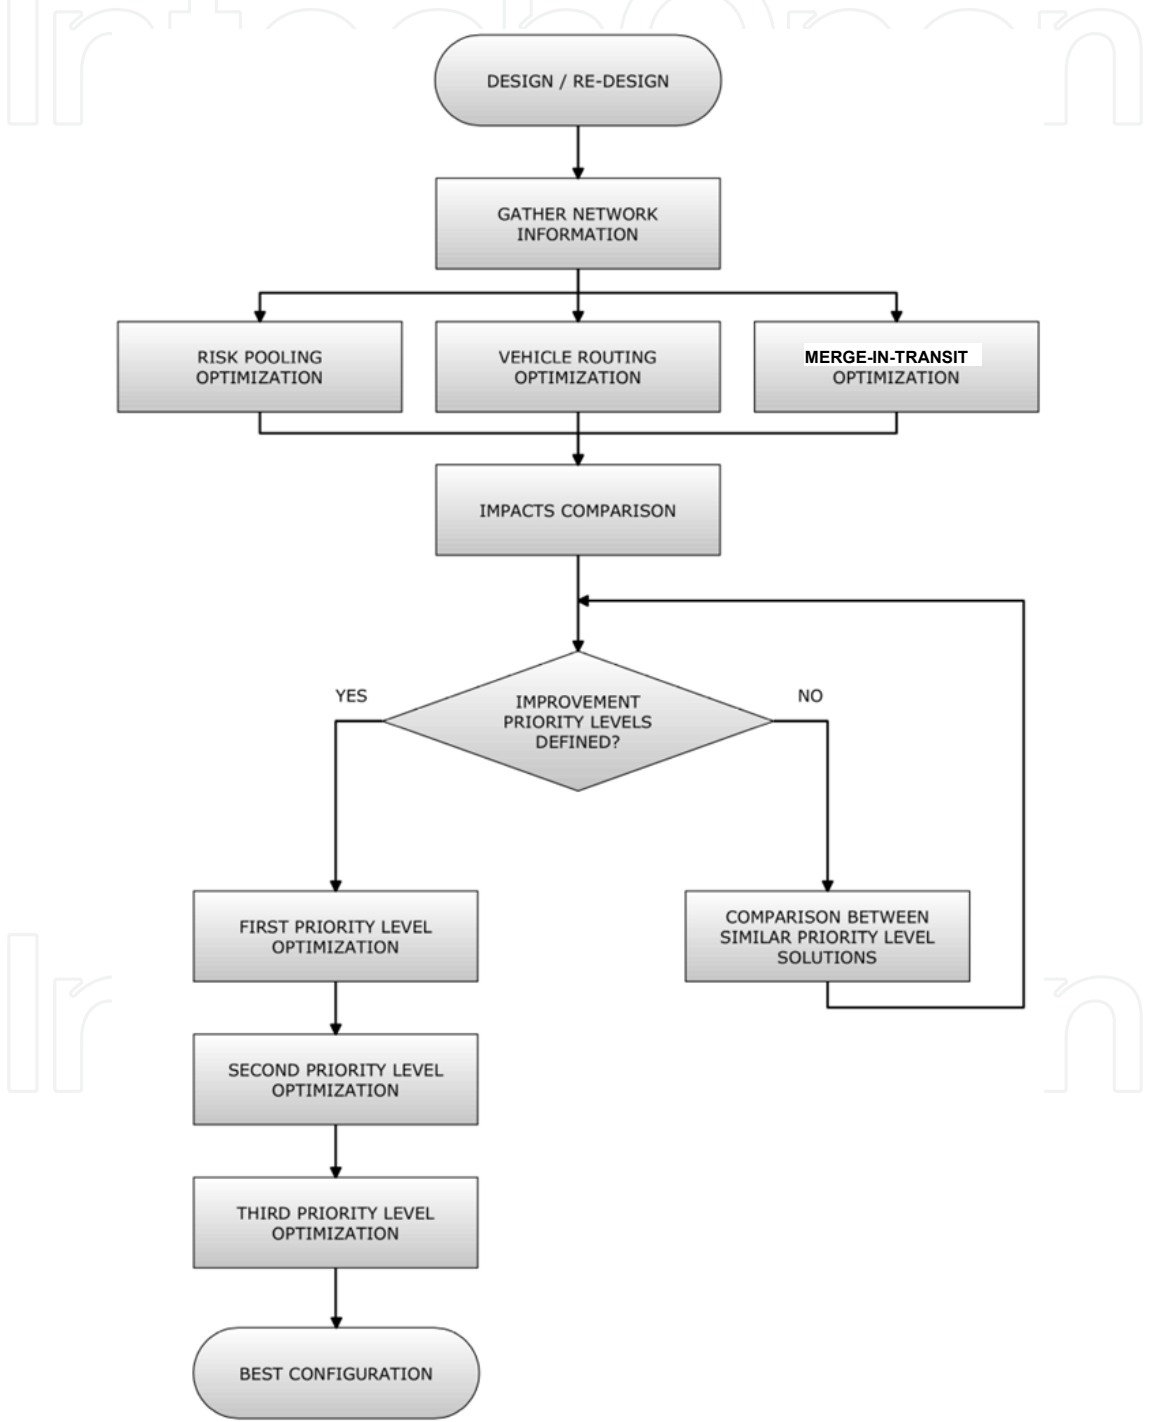 DESIGN / RE-DESIGN
GATHER NETWORK
INFORMATION
RISK POOLING
OPTIMIZATION
VEHICLE ROUTING
OPTIMIZATION
MERGE-IN-TRANSIT
OPTIMIZATION
IMPACTS COMPARISON
YES
IMPROVEMENT
PRIORITY LEVELS
DEFINED?
NO
FIRST PRIORITY LEVEL
OPTIMIZATION
COMPARISON BETWEEN
SIMILAR PRIORITY LEVEL
SOLUTIONS
SECOND PRIORITY LEVEL
OPTIMIZATION
THIRD PRIORITY LEVEL
OPTIMIZATION
BEST CONFIGURATION